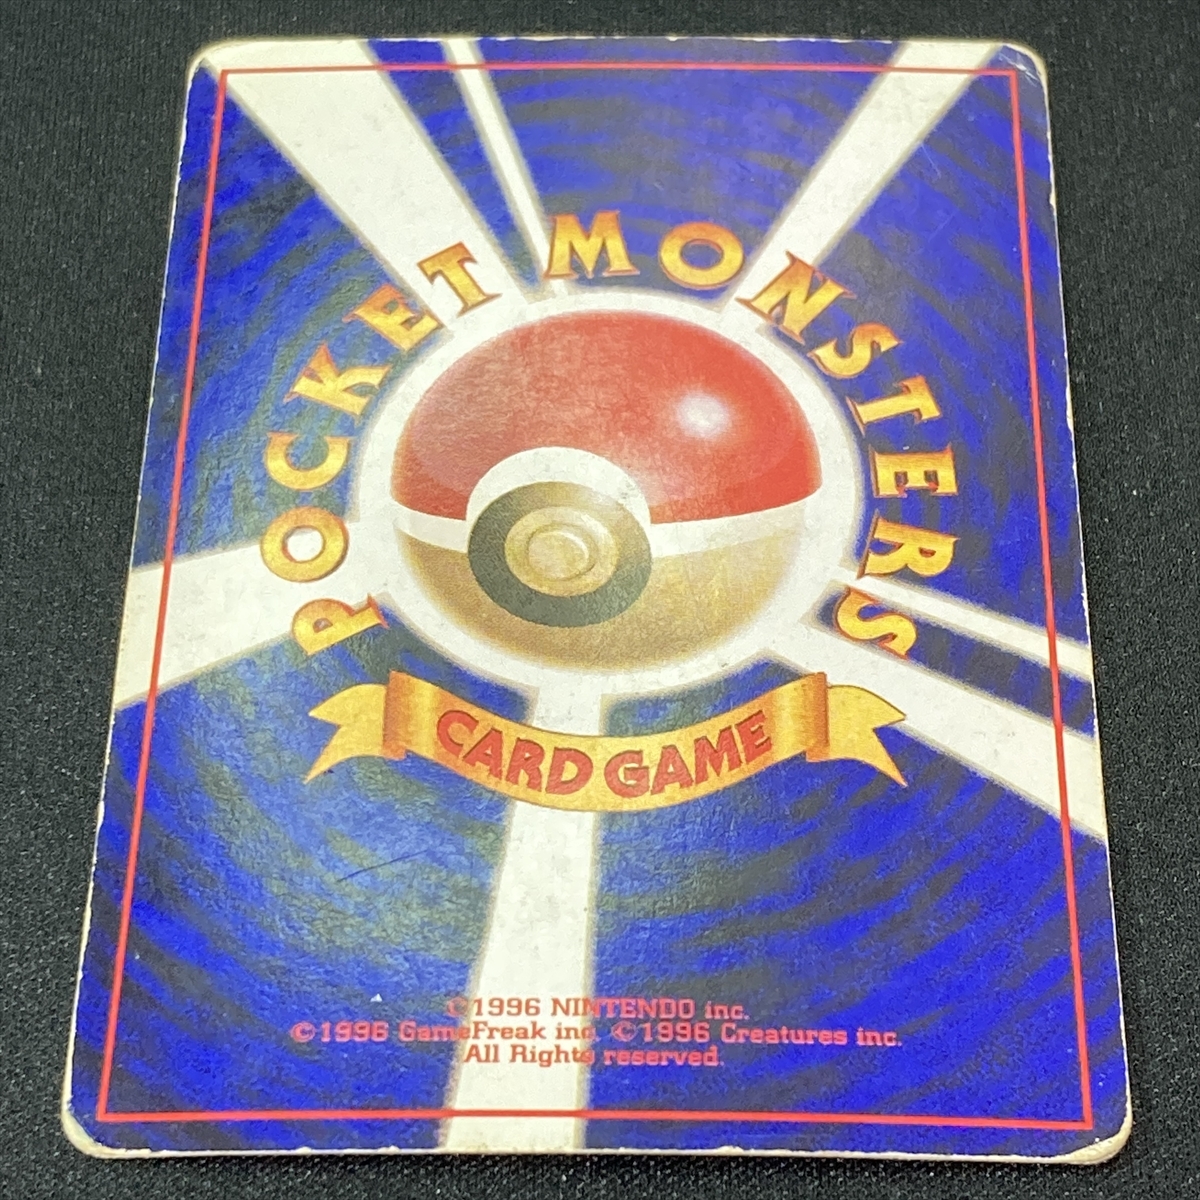 POCKET MONSTERS
CARD GAME
©1996 NINTENDO inc.
©1996 GameFreak inc. ©1996 Creatures inc.
All Rights reserved.